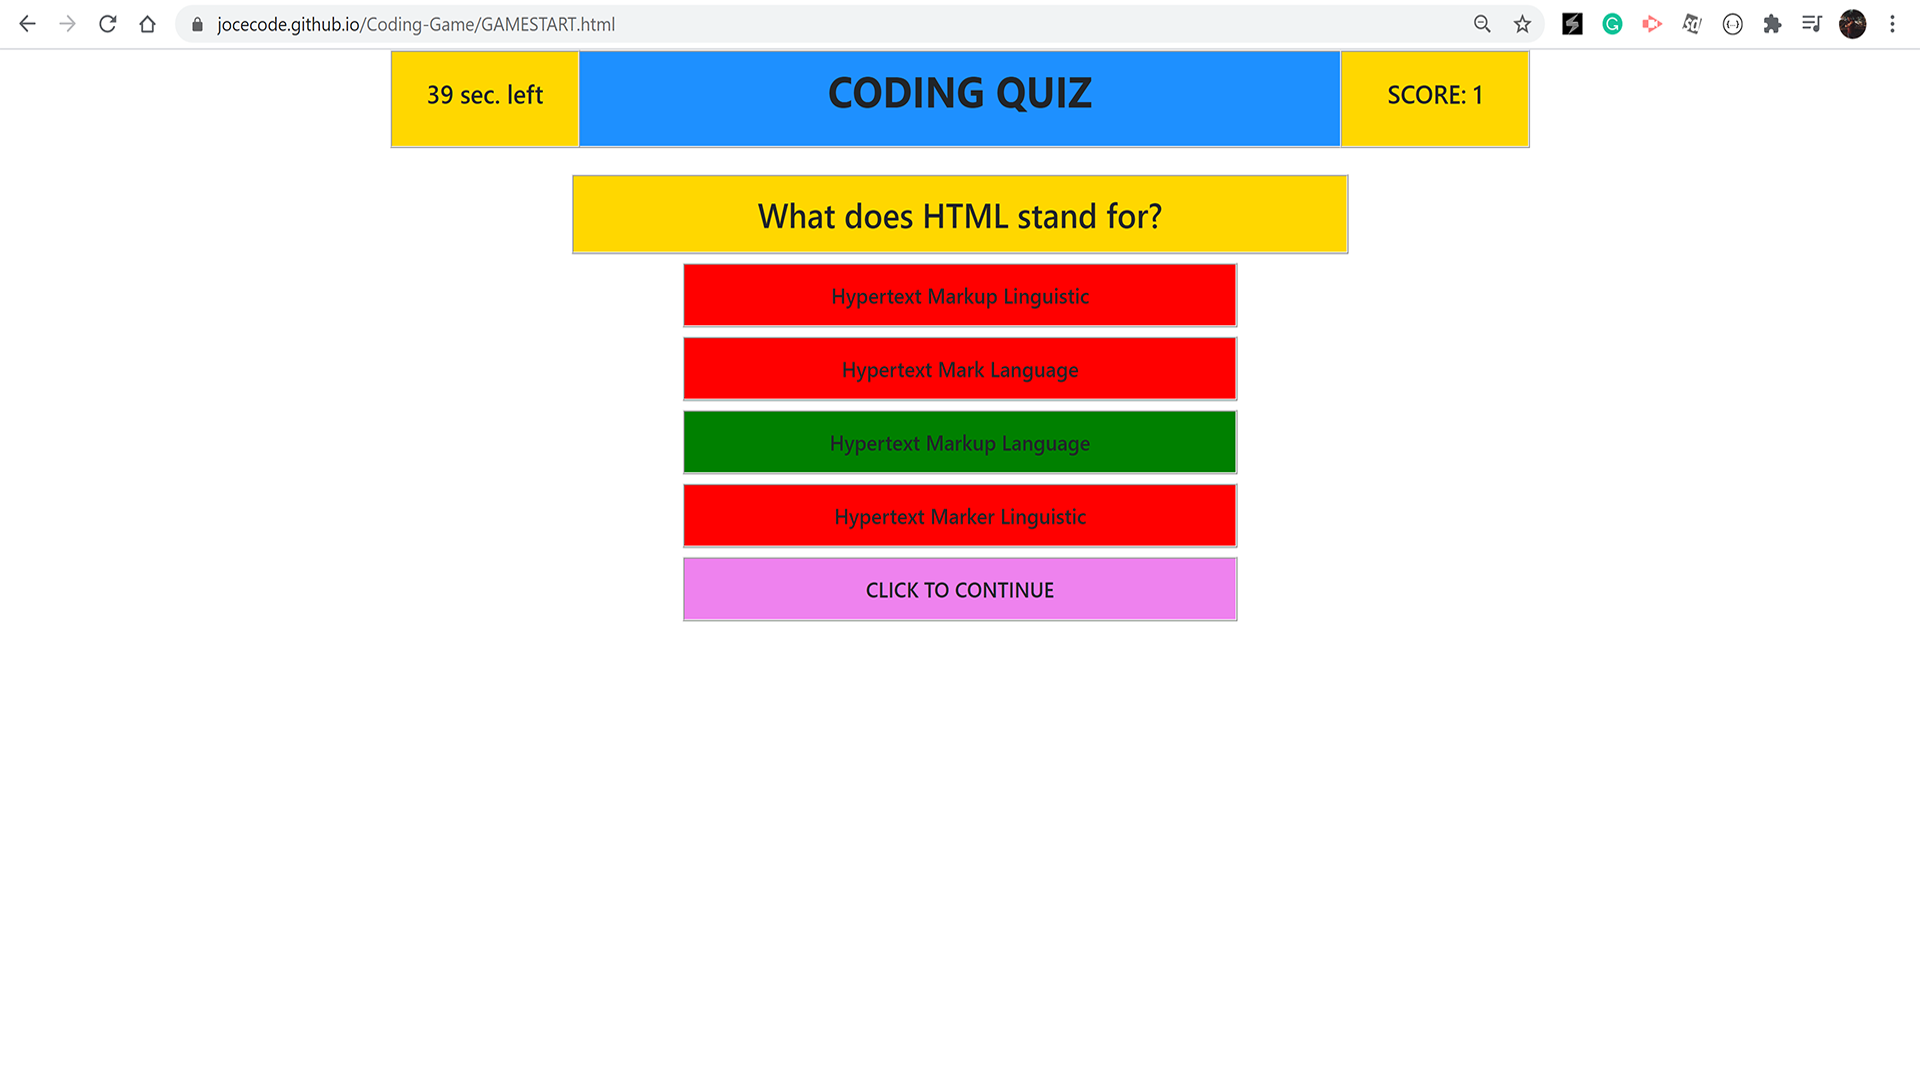 jocecode.github.io/Coding-Game/GAMESTART.html
39 sec. left
CODING QUIZ
SCORE: 1
What does HTML stand for?
Hypertext Markup Linguistic
Hypertext Mark Language
Hypertext Markup Language
Hypertext Marker Linguistic
CLICK TO CONTINUE